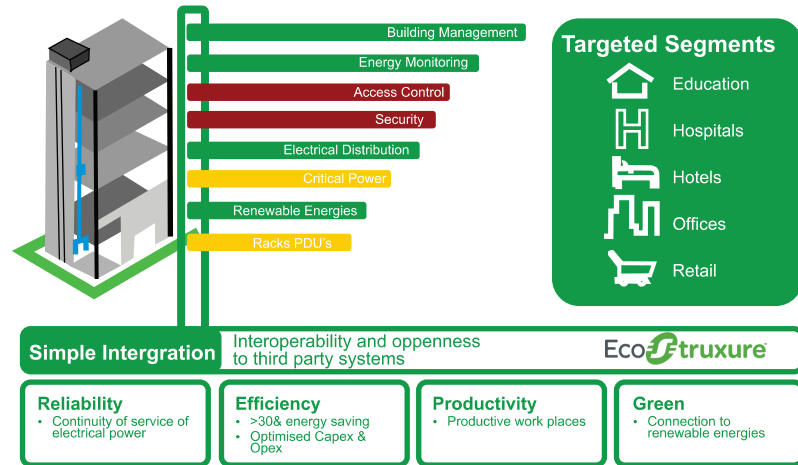 Building Management
Energy Monitoring
Access Control
Security
Electrical Distribution
Critical Power
Renewable Energies
Racks PDU's
Targeted Segments
Education
Hospitals
Hotels
Offices
Retail
Simple Intergration
Interoperability and oppenness
to third party systems
EcoStruxure
Reliability
• Continuity of service of
electrical power
Efficiency
• >30& energy saving
• Optimised Capex &
Opex
Productivity
• Productive work places
Green
• Connection to
renewable energies